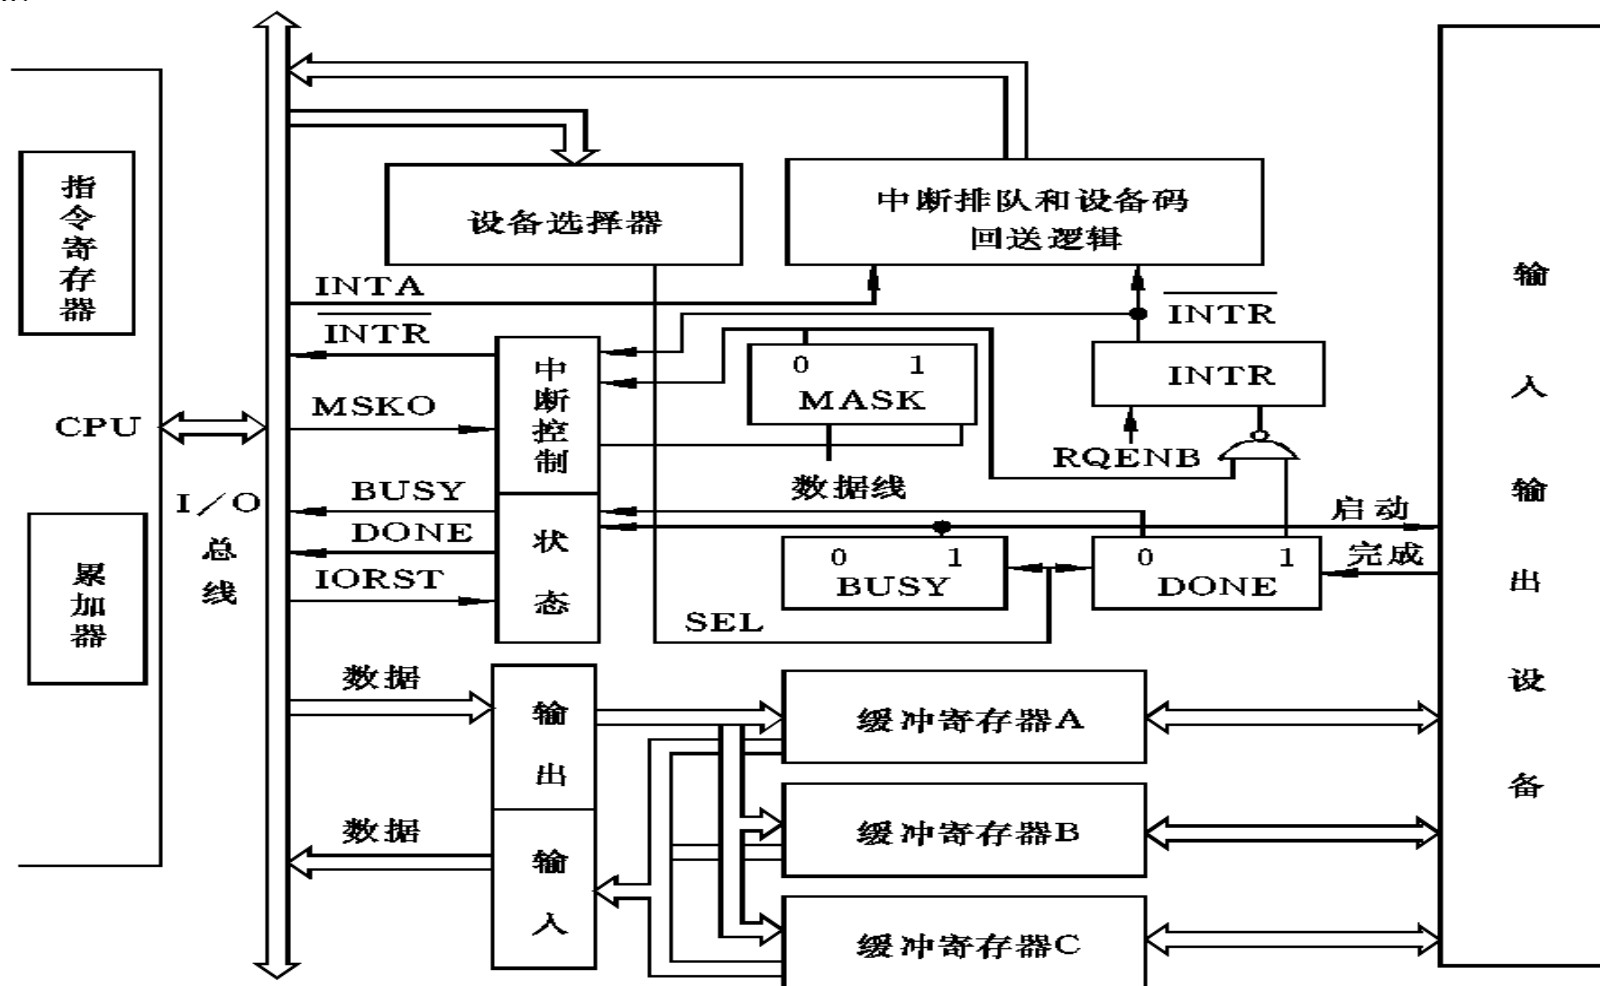 指令寄存器
CPU
累加器
I/O
总线
设备选择器
中断排队和设备码
回送逻辑
INTA
INTR
MSKO
BUSY
DONE
IORST
中断控制
状态
0 1
MASK
数据线
INTR
INTR
RQENB
启动
完成
0 1
BUSY
0 1
DONE
SEL
数据
数据
输出
输入
缓冲寄存器A
缓冲寄存器B
缓冲寄存器C
输入输出设备